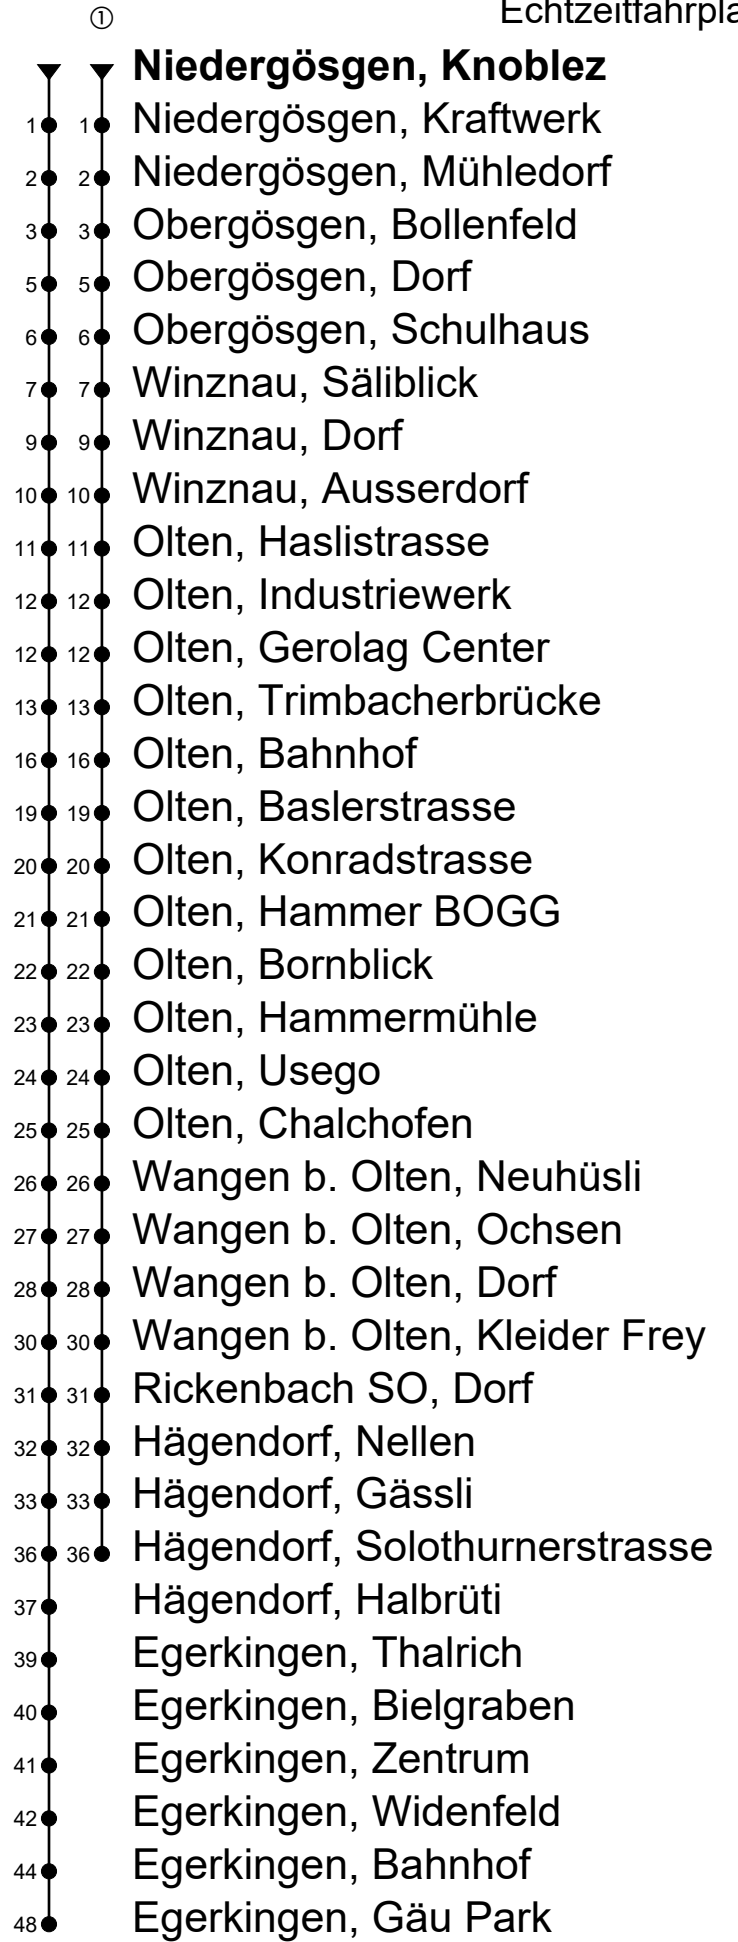 ① Echtzeitfahrpla
Niedergösgen, Knoblez
1 1 Niedergösgen, Kraftwerk
2 2 Niedergösgen, Mühledorf
3 3 Obergösgen, Bollenfeld
5 5 Obergösgen, Dorf
6 6 Obergösgen, Schulhaus
7 7 Winznau, Säliblick
9 9 Winznau, Dorf
10 10 Winznau, Ausserdorf
11 11 Olten, Haslistrasse
12 12 Olten, Industriewerk
12 12 Olten, Gerolag Center
13 13 Olten, Trimbacherbrücke
16 16 Olten, Bahnhof
19 19 Olten, Baslerstrasse
20 20 Olten, Konradstrasse
21 21 Olten, Hammer BOGG
22 22 Olten, Bornblick
23 23 Olten, Hammermühle
24 24 Olten, Usego
25 25 Olten, Chalchofen
26 26 Wangen b. Olten, Neuhüsli
27 27 Wangen b. Olten, Ochsen
28 28 Wangen b. Olten, Dorf
30 30 Wangen b. Olten, Kleider Frey
31 31 Rickenbach SO, Dorf
32 32 Hägendorf, Nellen
33 33 Hägendorf, Gässli
36 36 Hägendorf, Solothurnerstrasse
37 Hägendorf, Halbrüti
39 Egerkingen, Thalrich
40 Egerkingen, Bielgraben
41 Egerkingen, Zentrum
42 Egerkingen, Widenfeld
44 Egerkingen, Bahnhof
48 Egerkingen, Gäu Park